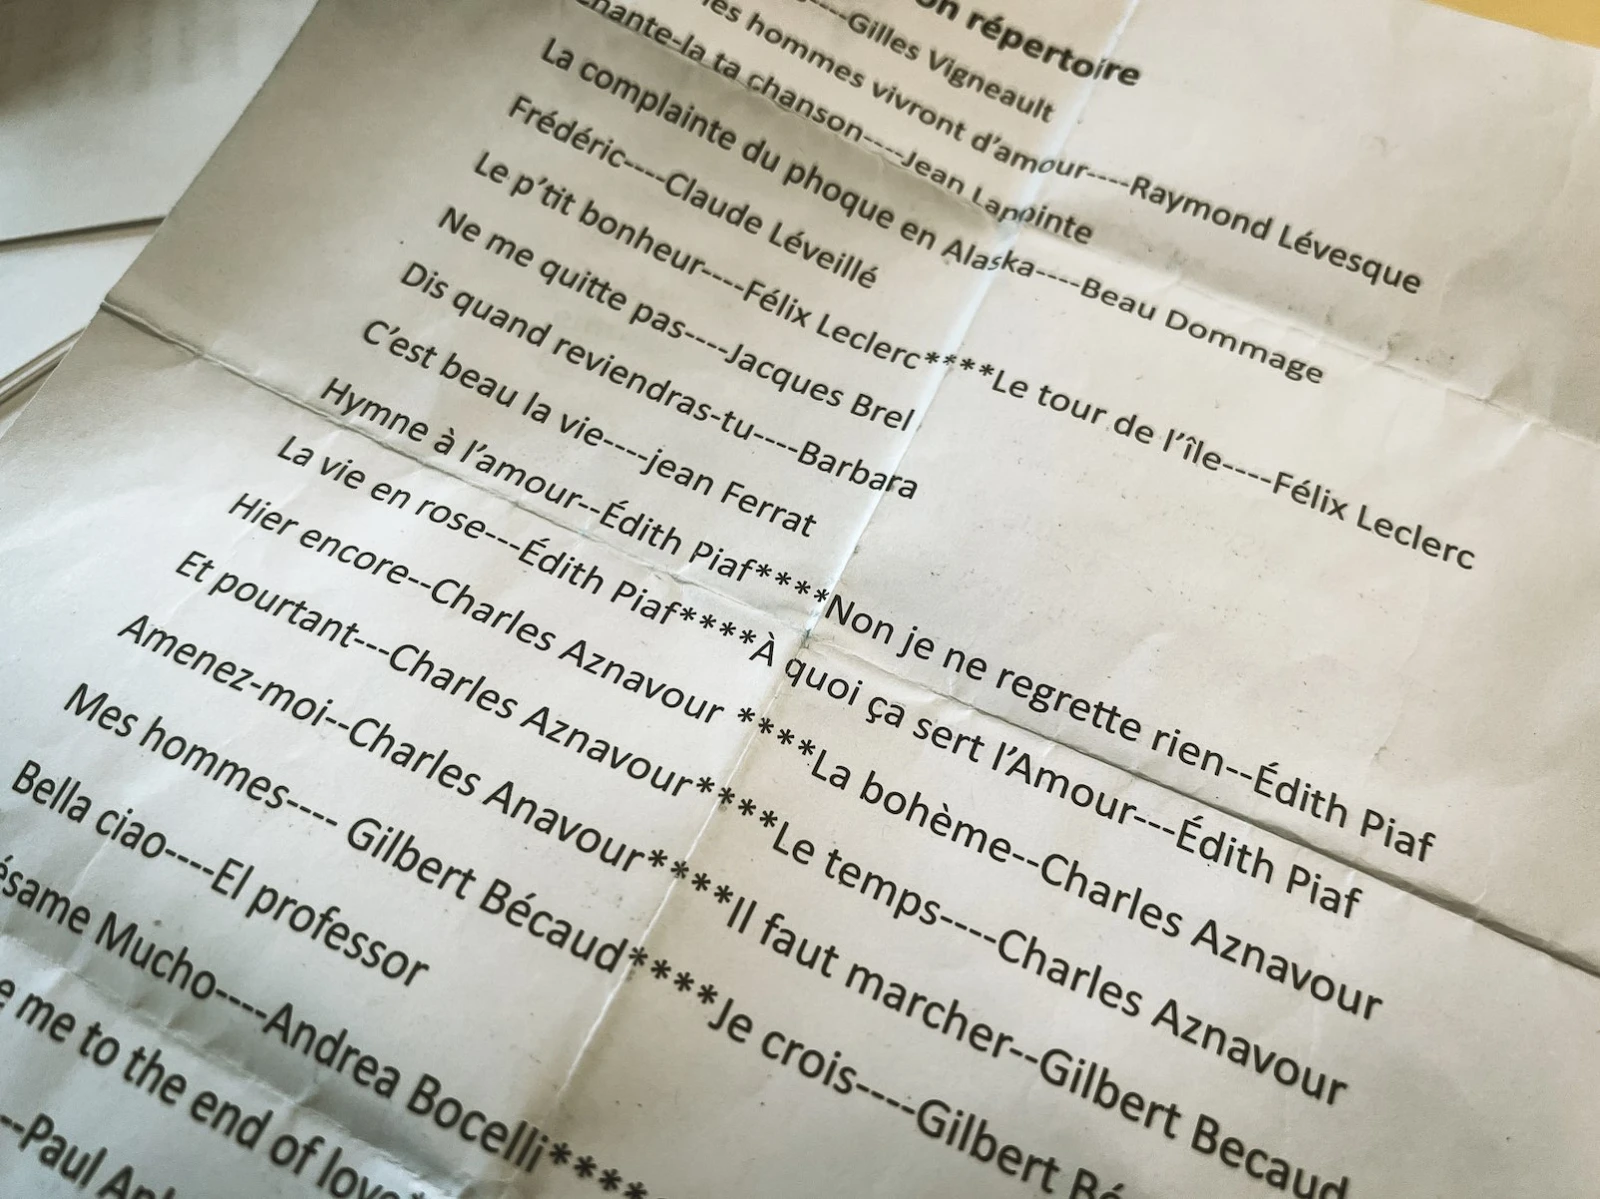 on répertoire
----Gilles Vigneault
les hommes vivront d'amour----Raymond Lévesque
chante-la ta chanson----Jean Lapointe
La complainte du phoque en Alaska----Beau Dommage
Frédéric----Claude Léveillé
Le p'tit bonheur----Félix Leclerc****Le tour de l'île----Félix Leclerc
Ne me quitte pas----Jacques Brel
Dis quand reviendras-tu----Barbara
C'est beau la vie---jean Ferrat
Hymne à l'amour--Édith Piaf****Non je ne regrette rien--Édith Piaf
La vie en rose---Édith Piaf****À quoi ça sert l'Amour---Édith Piaf
Hier encore--Charles Aznavour ****La bohème--Charles Aznavour
Et pourtant---Charles Aznavour****Le temps----Charles Aznavour
Amenez-moi--Charles Anavour****Il faut marcher--Gilbert Becaud
Mes hommes---- Gilbert Bécaud****Je crois----Gilbert Bé
Bella ciao----El professor
ésame Mucho----Andrea Bocelli****
e me to the end of love*
--Paul An